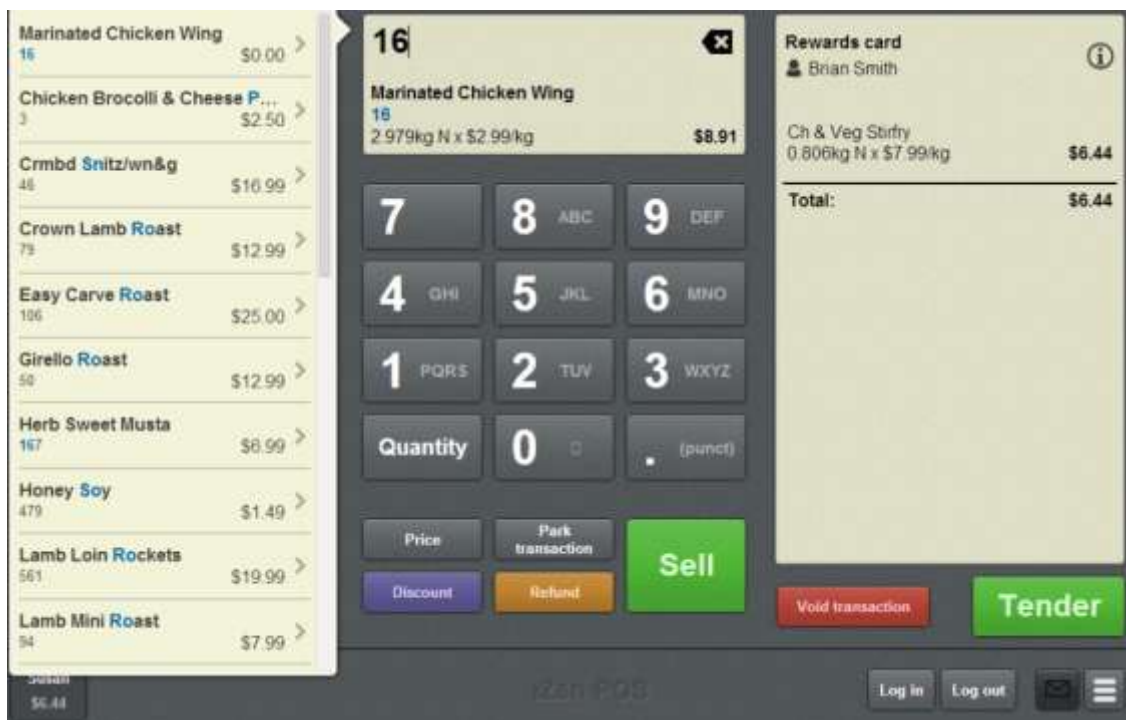 Marinated Chicken Wing
16
$0.00
Chicken Brocolli & Cheese P...
3
$2.50
Crmbd Snitz/wn&g
46
$16.99
Crown Lamb Roast
79
$12.99
Easy Carve Roast
106
$25.00
Girello Roast
50
$12.99
Herb Sweet Musta
167
$6.99
Honey Soy
479
$1.49
Lamb Loin Rockets
561
$19.99
Lamb Mini Roast
94
$7.99
Susan
$6.44
16
Marinated Chicken Wing
16
2.979kg N x $2.99/kg $8.91
7
8 ABC
9 DEF
4 GHI
5 JKL
6 MNO
1 PQRS
2 TUV
3 WXYZ
Quantity
0
. (punct)
Price
Park
transaction
Sell
Discount
Refund
Rewards card
Brian Smith
Ch & Veg Stirfry
0.806kg N x $7.99/kg $6.44
Total: $6.44
Void transaction
Tender
Log in
Log out